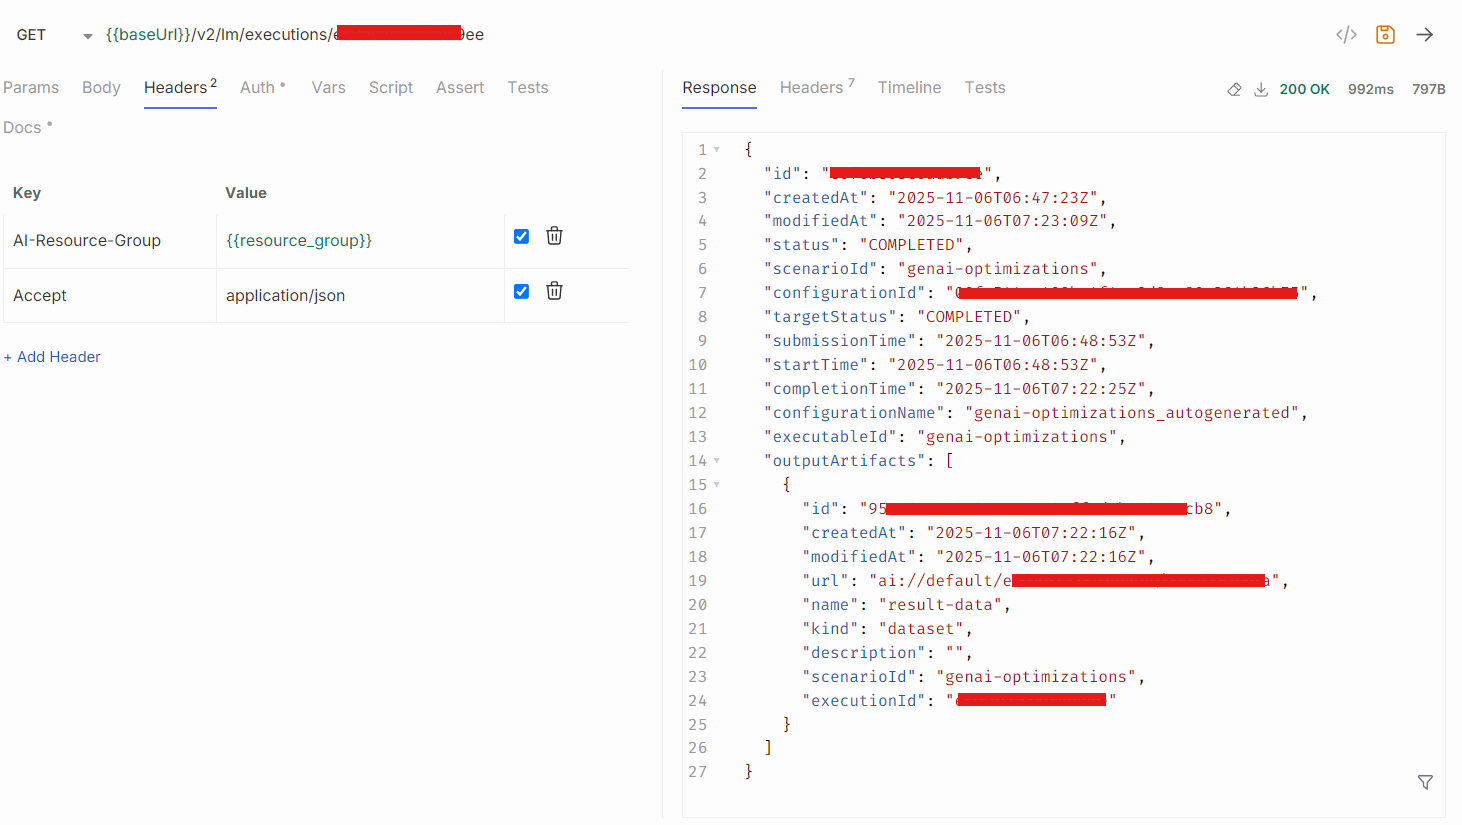 GET {{baseUrl}}/v2/lm/executions/e 9ee
Params Body Headers 2 Auth Vars Script Assert Tests
Docs
Key Value
AI-Resource-Group {{resource_group}}
Accept application/json
+ Add Header
Response Headers 7 Timeline Tests 200 OK 992ms 797B
1 {
2 "id": " ",
3 "createdAt": "2025-11-06T06:47:23Z",
4 "modifiedAt": "2025-11-06T07:23:09Z",
5 "status": "COMPLETED",
6 "scenarioId": "genai-optimizations",
7 "configurationId": " ",
8 "targetStatus": "COMPLETED",
9 "submissionTime": "2025-11-06T06:48:53Z",
10 "startTime": "2025-11-06T06:48:53Z",
11 "completionTime": "2025-11-06T07:22:25Z",
12 "configurationName": "genai-optimizations_autogenerated",
13 "executableId": "genai-optimizations",
14 "outputArtifacts": [
15 {
16 "id": "95 cb8",
17 "createdAt": "2025-11-06T07:22:16Z",
18 "modifiedAt": "2025-11-06T07:22:16Z",
19 "url": "ai://default/e a",
20 "name": "result-data",
21 "kind": "dataset",
22 "description": "",
23 "scenarioId": "genai-optimizations",
24 "executionId": " "
25 }
26 ]
27 }